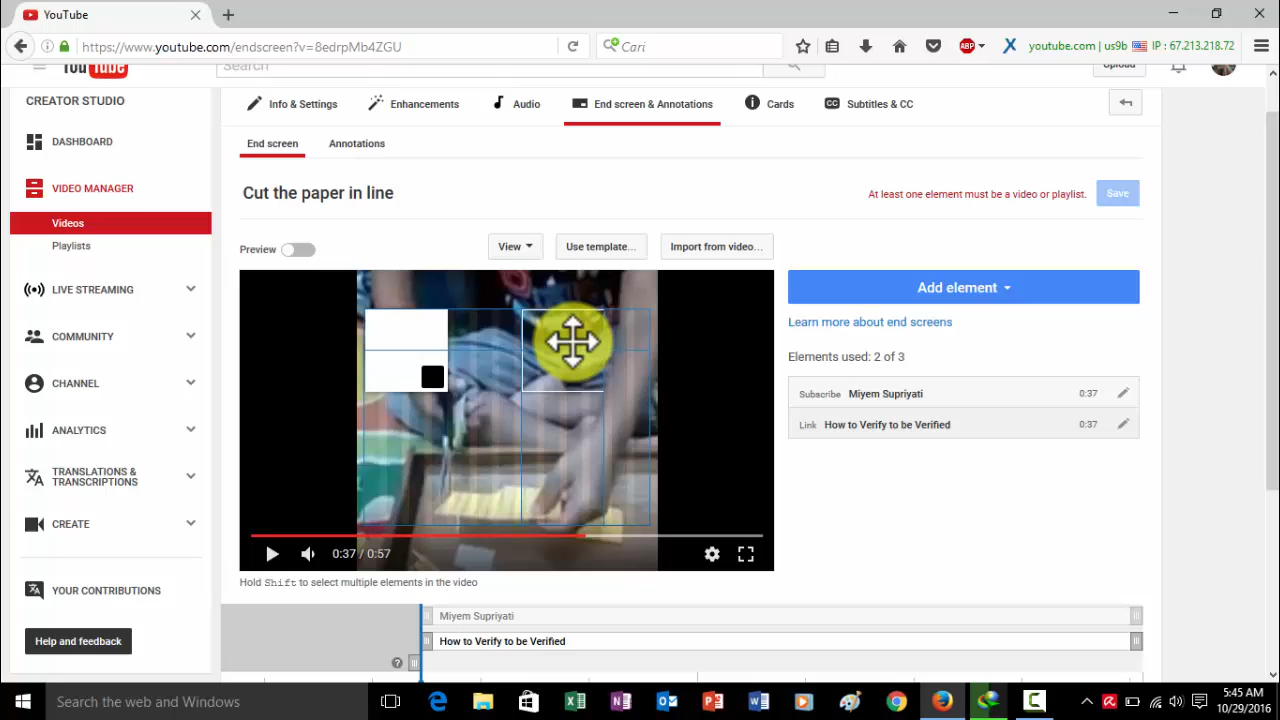 YouTube
https://www.youtube.com/endscreen?v=8edrpMb4ZGU
Cari
ABP
youtube.com | us9b
IP : 67.213.218.72
YouTube
Search
Upload
CREATOR STUDIO
DASHBOARD
VIDEO MANAGER
Videos
Playlists
LIVE STREAMING
COMMUNITY
CHANNEL
ANALYTICS
TRANSLATIONS &
TRANSCRIPTIONS
CREATE
YOUR CONTRIBUTIONS
Help and feedback
Info & Settings
Enhancements
Audio
End screen & Annotations
Cards
CC Subtitles & CC
End screen
Annotations
Cut the paper in line
At least one element must be a video or playlist.
Save
Preview
View
Use template...
Import from video...
0:37 / 0:57
Hold Shift to select multiple elements in the video
Add element
Learn more about end screens
Elements used: 2 of 3
Subscribe Miyem Supriyati 0:37
Link How to Verify to be Verified 0:37
Miyem Supriyati
How to Verify to be Verified
?
Search the web and Windows
5:45 AM
10/29/2016